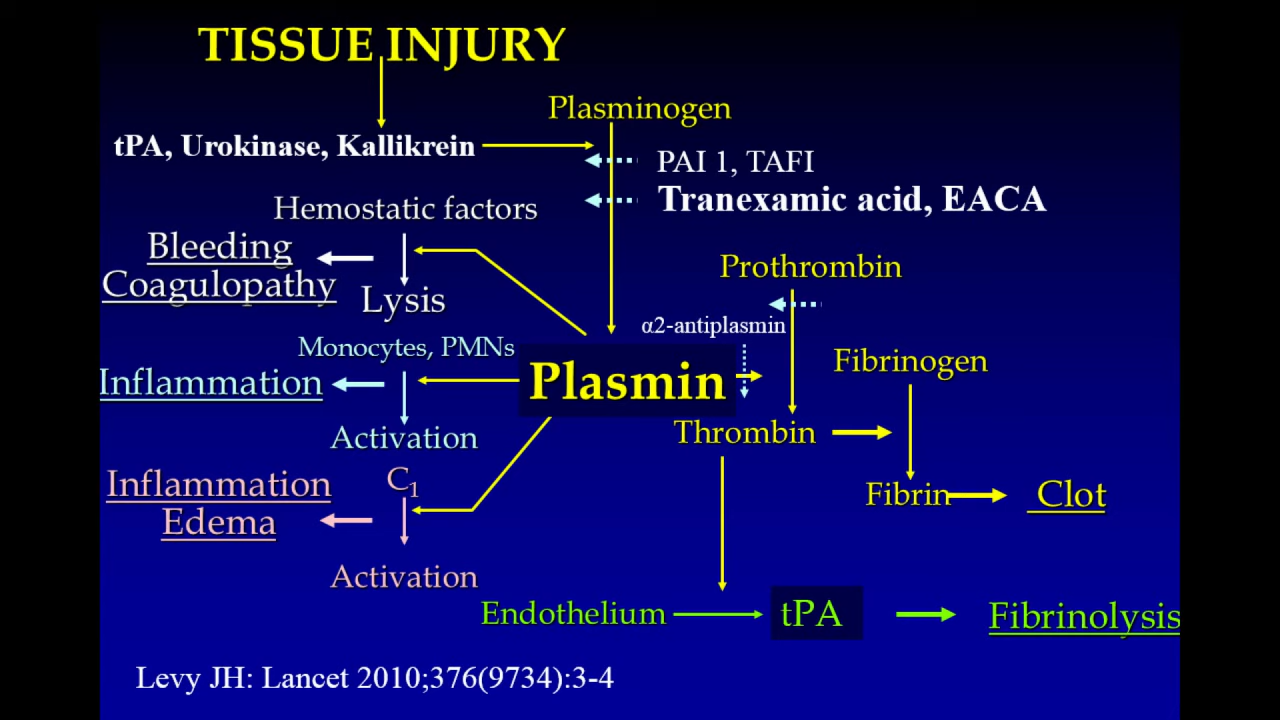 TISSUE INJURY
Plasminogen
tPA, Urokinase, Kallikrein
PAI 1, TAFI
Tranexamic acid, EACA
Hemostatic factors
Bleeding
Coagulopathy
Lysis
Prothrombin
α2-antiplasmin
Monocytes, PMNs
Inflammation
Plasmin
Fibrinogen
Activation
Thrombin
C1
Inflammation
Edema
Fibrin
Clot
Activation
Endothelium
tPA
Fibrinolysis
Levy JH: Lancet 2010;376(9734):3-4